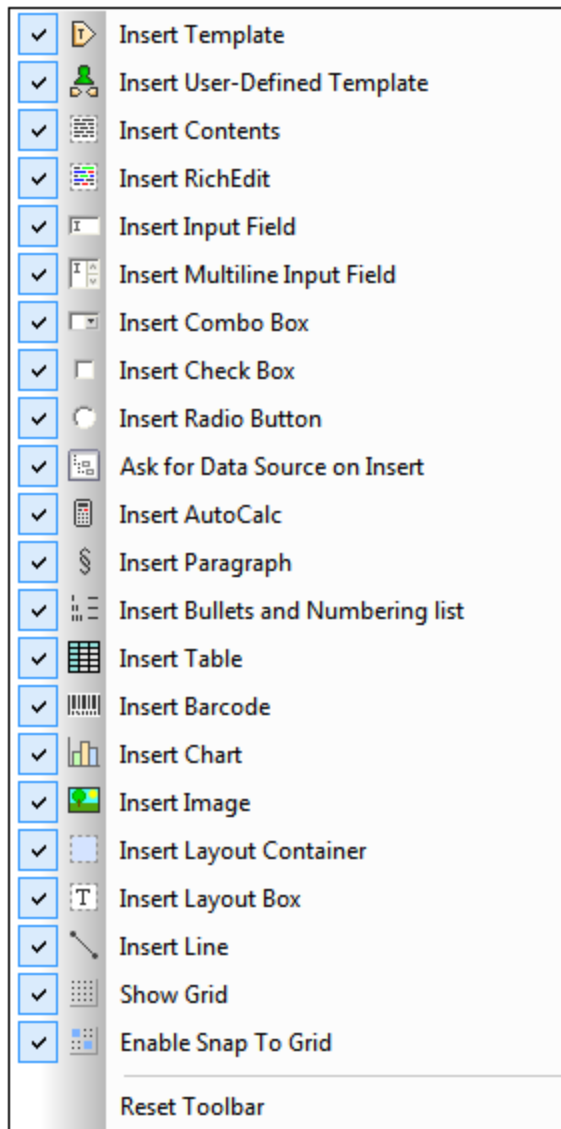 Insert Template
Insert User-Defined Template
Insert Contents
Insert RichEdit
Insert Input Field
Insert Multiline Input Field
Insert Combo Box
Insert Check Box
Insert Radio Button
Ask for Data Source on Insert
Insert AutoCalc
§ Insert Paragraph
Insert Bullets and Numbering list
Insert Table
Insert Barcode
Insert Chart
Insert Image
Insert Layout Container
T Insert Layout Box
Insert Line
Show Grid
Enable Snap To Grid
Reset Toolbar